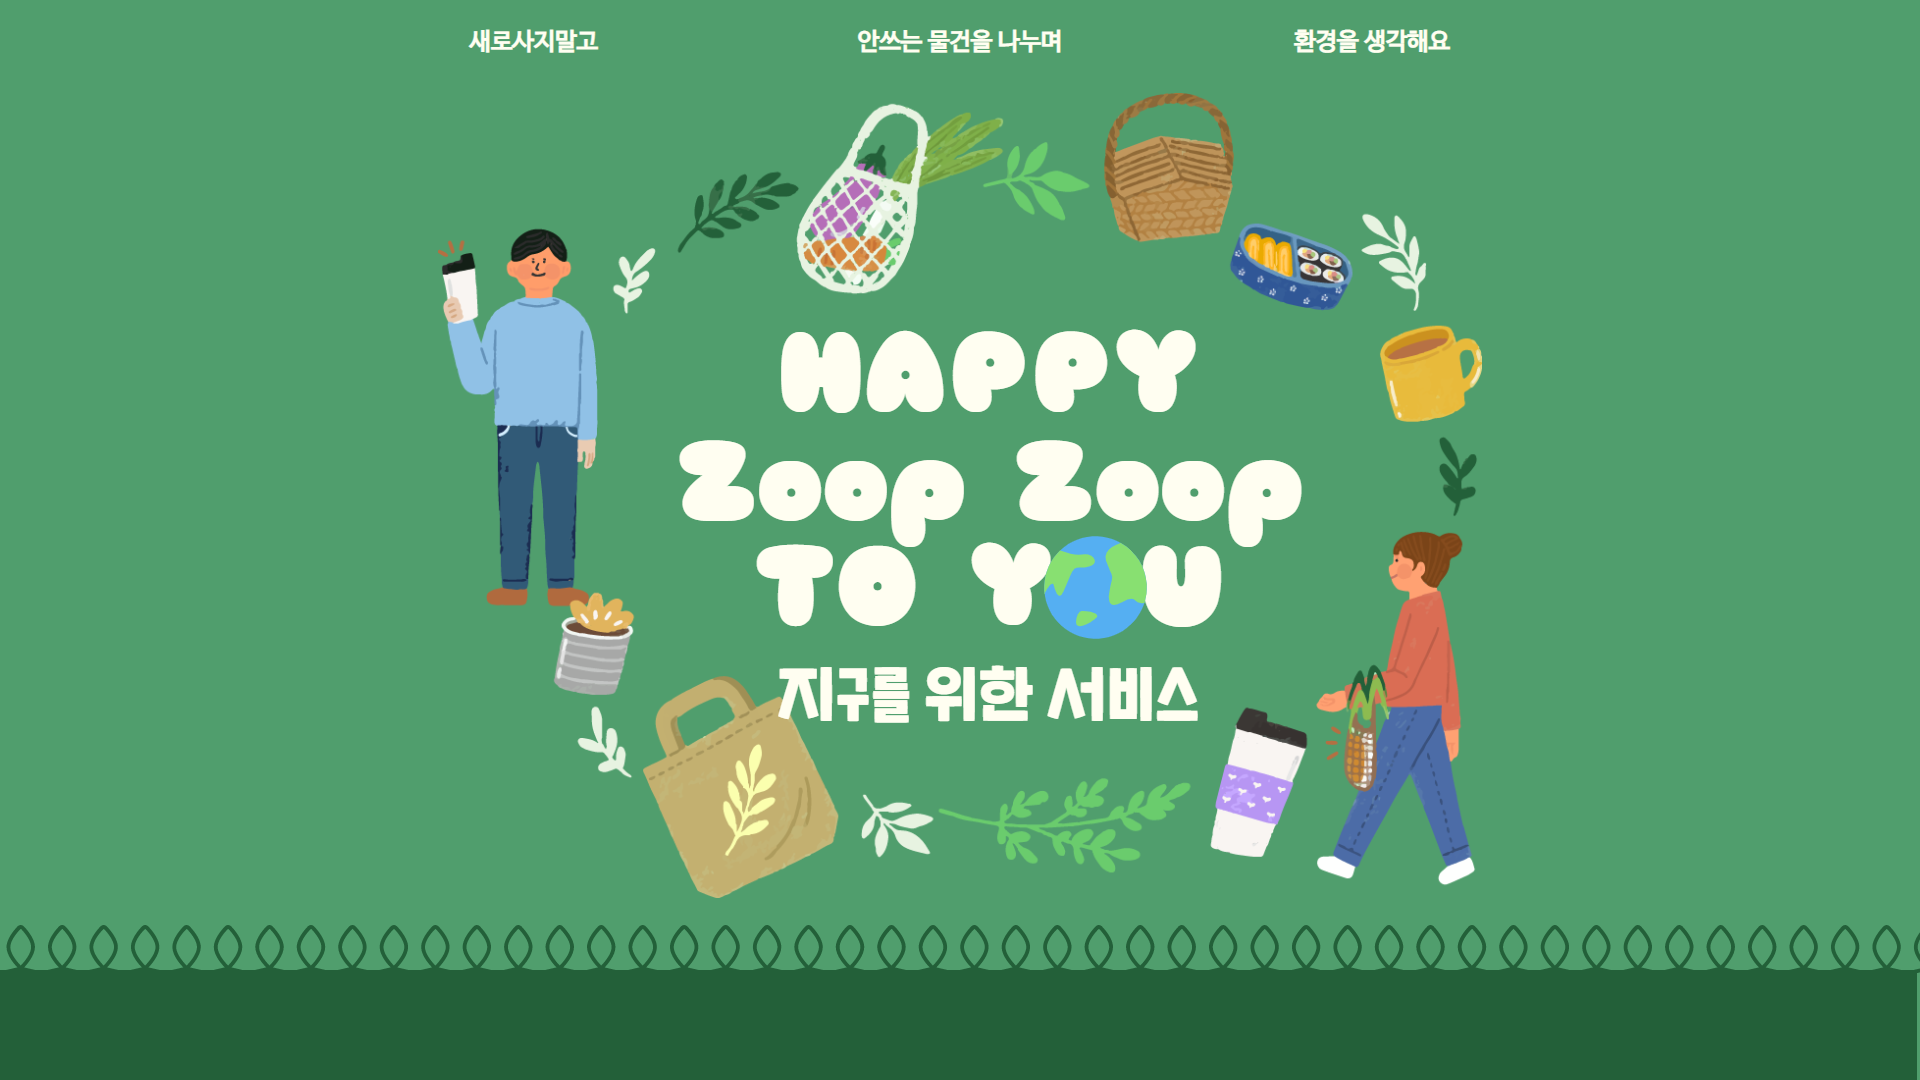 새로사지말고
안쓰는 물건을 나누며
환경을 생각해요
HAPPY
Zoop Zoop
TO YOU
지구를 위한 서비스